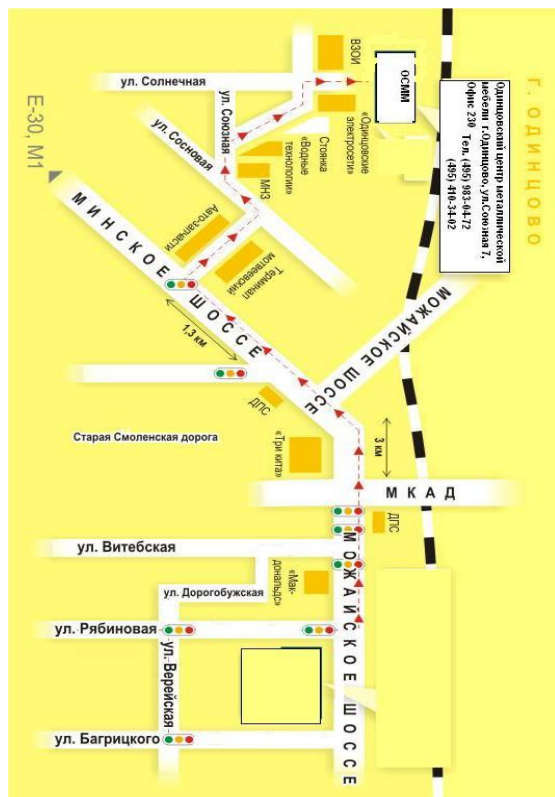 г. ОДИНЦОВО
Одинцовский центр металлической
мебели г.Одинцово, ул.Союзная 7,
Офис 230 Тел. (495) 983-04-72
(495) 410-34-02
ОСММ
ВЗОИ
ул. Солнечная
ул. Союзная
«Одинцовские
электросети»
Стоянка
«Водные
технологии»
МНЗ
ул. Сосновая
Е-30, М1
Авто-запчасти
Терминал
мотвеевский
МИНСКОЕ ШОССЕ
1,3 км
МОЖАЙСКОЕ ШОССЕ
ДПС
Старая Смоленская дорога
«Три кита»
3 км
МКАД
ДПС
ул. Витебская
«Мак-
дональдс»
ул. Дорогобужская
МОЖАЙСКОЕ ШОССЕ
ул. Рябиновая
ул. Верейская
ул. Багрицкого